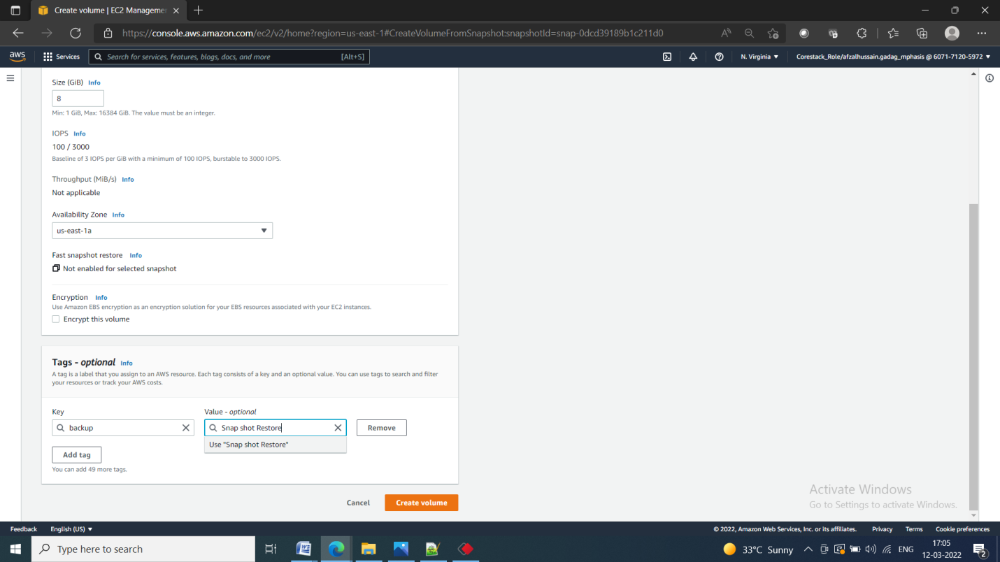 Create volume | EC2 Manageme
https://console.aws.amazon.com/ec2/v2/home?region=us-east-1#CreateVolumeFromSnapshot:snapshotId=snap-0dcd39189b1c211d0
aws Services Search for services, features, blogs, docs, and more [Alt+S] N. Virginia Corestack_Role/afzalhussain.gadag_mphasis @ 6071-7120-5972
Size (GiB) Info
8
Min: 1 GiB, Max: 16384 GiB. The value must be an integer.
IOPS Info
100 / 3000
Baseline of 3 IOPS per GiB with a minimum of 100 IOPS, burstable to 3000 IOPS.
Throughput (MiB/s) Info
Not applicable
Availability Zone Info
us-east-1a
Fast snapshot restore Info
Not enabled for selected snapshot
Encryption Info
Use Amazon EBS encryption as an encryption solution for your EBS resources associated with your EC2 instances.
Encrypt this volume
Tags - optional Info
A tag is a label that you assign to an AWS resource. Each tag consists of a key and an optional value. You can use tags to search and filter
your resources or track your AWS costs.
Key Value - optional
backup Snap shot Restore Remove
Use "Snap shot Restore"
Add tag
You can add 49 more tags.
Cancel Create volume
Activate Windows
Go to Settings to activate Windows.
Feedback English (US) © 2022, Amazon Web Services, Inc. or its affiliates. Privacy Terms Cookie preferences
Type here to search 33°C Sunny ENG 17:05
12-03-2022 2